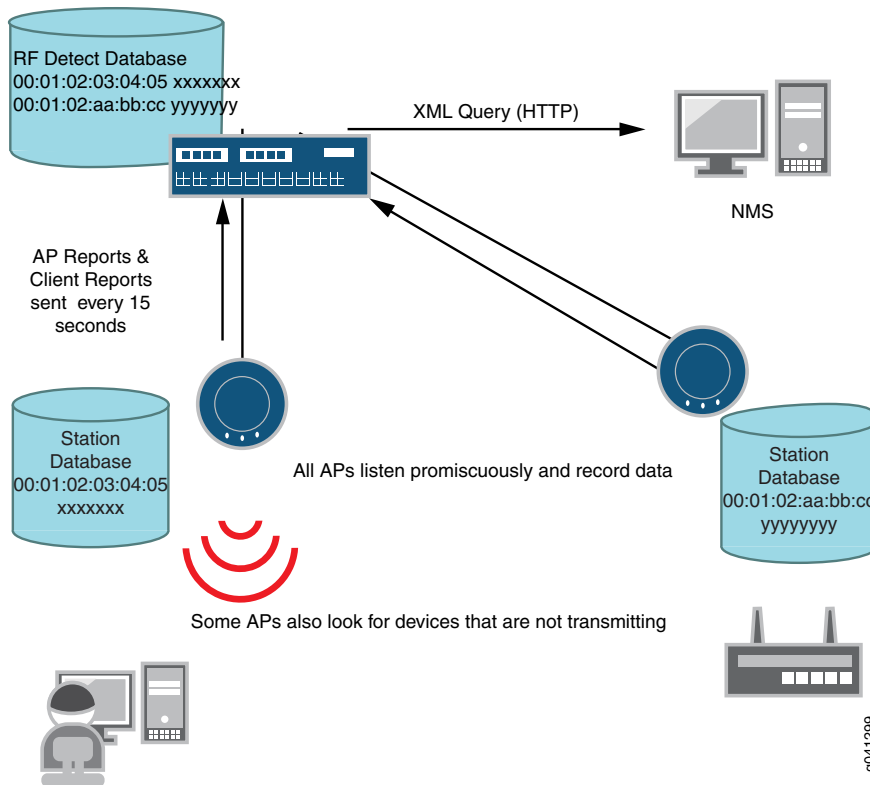 RF Detect Database
00:01:02:03:04:05 xxxxxxx
00:01:02:aa:bb:cc yyyyyyy
XML Query (HTTP)
NMS
AP Reports &
Client Reports
sent every 15
seconds
Station
Database
00:01:02:03:04:05
xxxxxxx
All APs listen promiscuously and record data
Station
Database
00:01:02:aa:bb:cc
yyyyyyyy
Some APs also look for devices that are not transmitting
g041299